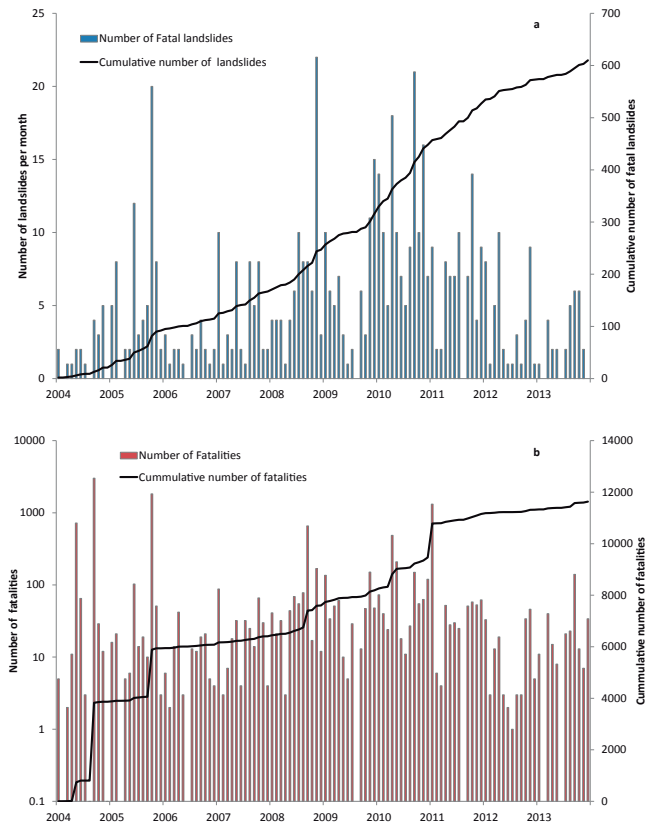 25
20
15
10
5
0
Number of landslides per month
Number of Fatal landslides
Cumulative number of landslides
a
700
600
500
400
300
200
100
0
Cumulative number of fatal landslides
2004 2005 2006 2007 2008 2009 2010 2011 2012 2013
10000
1000
100
10
1
0.1
Number of fatalities
Number of Fatalities
Cummulative number of fatalities
b
14000
12000
10000
8000
6000
4000
2000
0
Cummulative number of fatalities
2004 2005 2006 2007 2008 2009 2010 2011 2012 2013